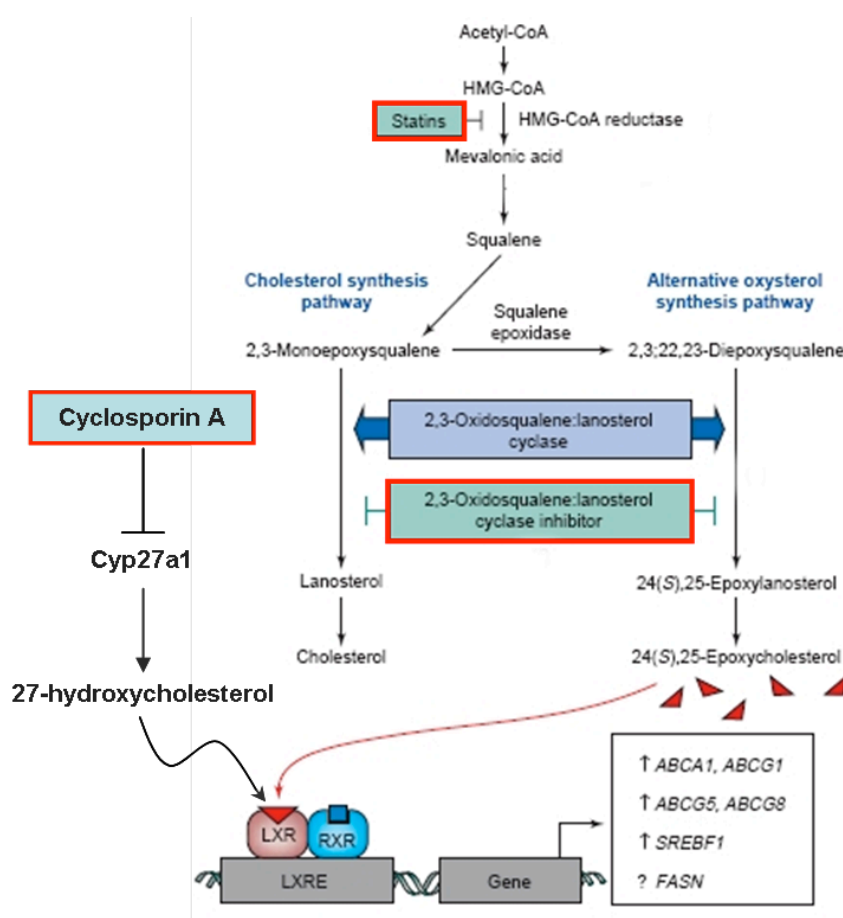 Acetyl-CoA
HMG-CoA
Statins
HMG-CoA reductase
Mevalonic acid
Squalene
Cholesterol synthesis
pathway
Alternative oxysterol
synthesis pathway
Squalene
epoxidase
2,3-Monoepoxysqualene
2,3;22,23-Diepoxysqualene
Cyclosporin A
2,3-Oxidosqualene:lanosterol
cyclase
2,3-Oxidosqualene:lanosterol
cyclase inhibitor
Cyp27a1
Lanosterol
24(S),25-Epoxylanosterol
Cholesterol
24(S),25-Epoxycholesterol
27-hydroxycholesterol
↑ ABCA1, ABCG1
↑ ABCG5, ABCG8
↑ SREBF1
? FASN
LXR
RXR
LXRE
Gene